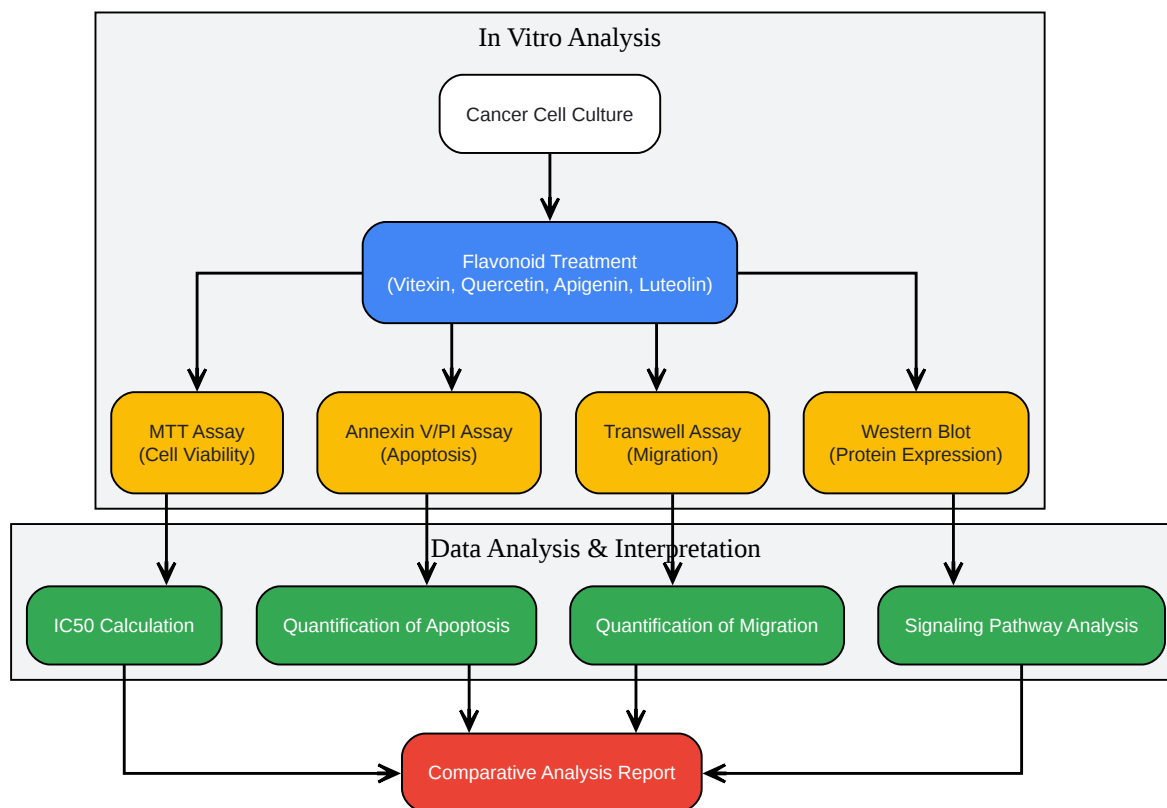 In Vitro Analysis
Cancer Cell Culture
Flavonoid Treatment
(Vitexin, Quercetin, Apigenin, Luteolin)
MTT Assay
(Cell Viability)
Annexin V/PI Assay
(Apoptosis)
Transwell Assay
(Migration)
Western Blot
(Protein Expression)
Data Analysis & Interpretation
IC50 Calculation
Quantification of Apoptosis
Quantification of Migration
Signaling Pathway Analysis
Comparative Analysis Report